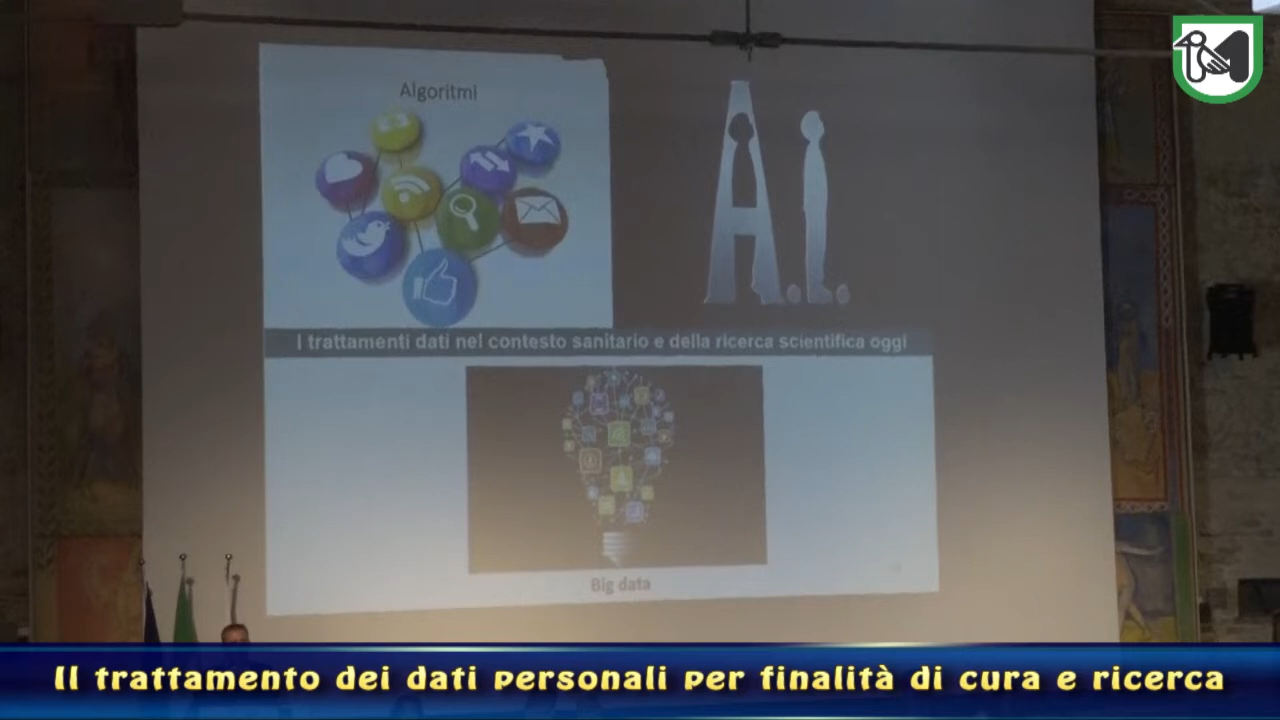 Algoritmi
A.i.
I trattamenti dati nel contesto sanitario e della ricerca scientifica oggi
Big data
Il trattamento dei dati personali per finalità di cura e ricerca